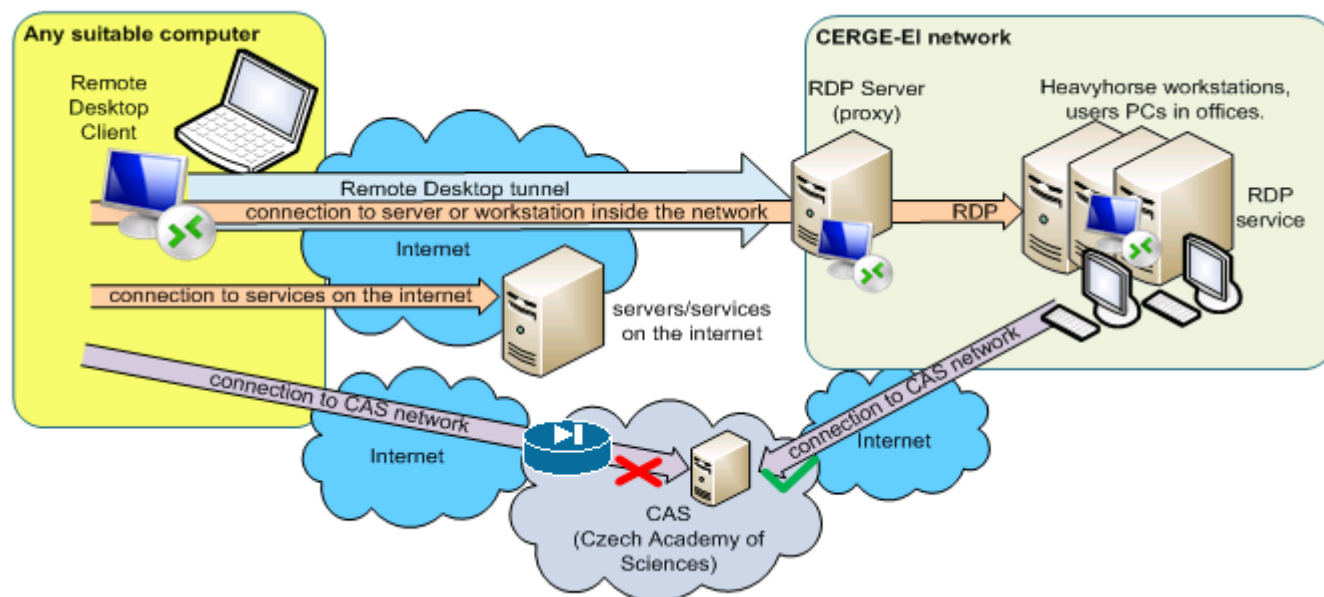 Any suitable computer
Remote
Desktop
Client
CERGE-EI network
RDP Server
(proxy)
Heavyhorse workstations,
users PCs in offices.
Remote Desktop tunnel
connection to server or workstation inside the network
RDP
RDP
service
Internet
connection to services on the internet
servers/services
on the internet
connection to CAS network
Internet
connection to CAS network
Internet
CAS
(Czech Academy of
Sciences)